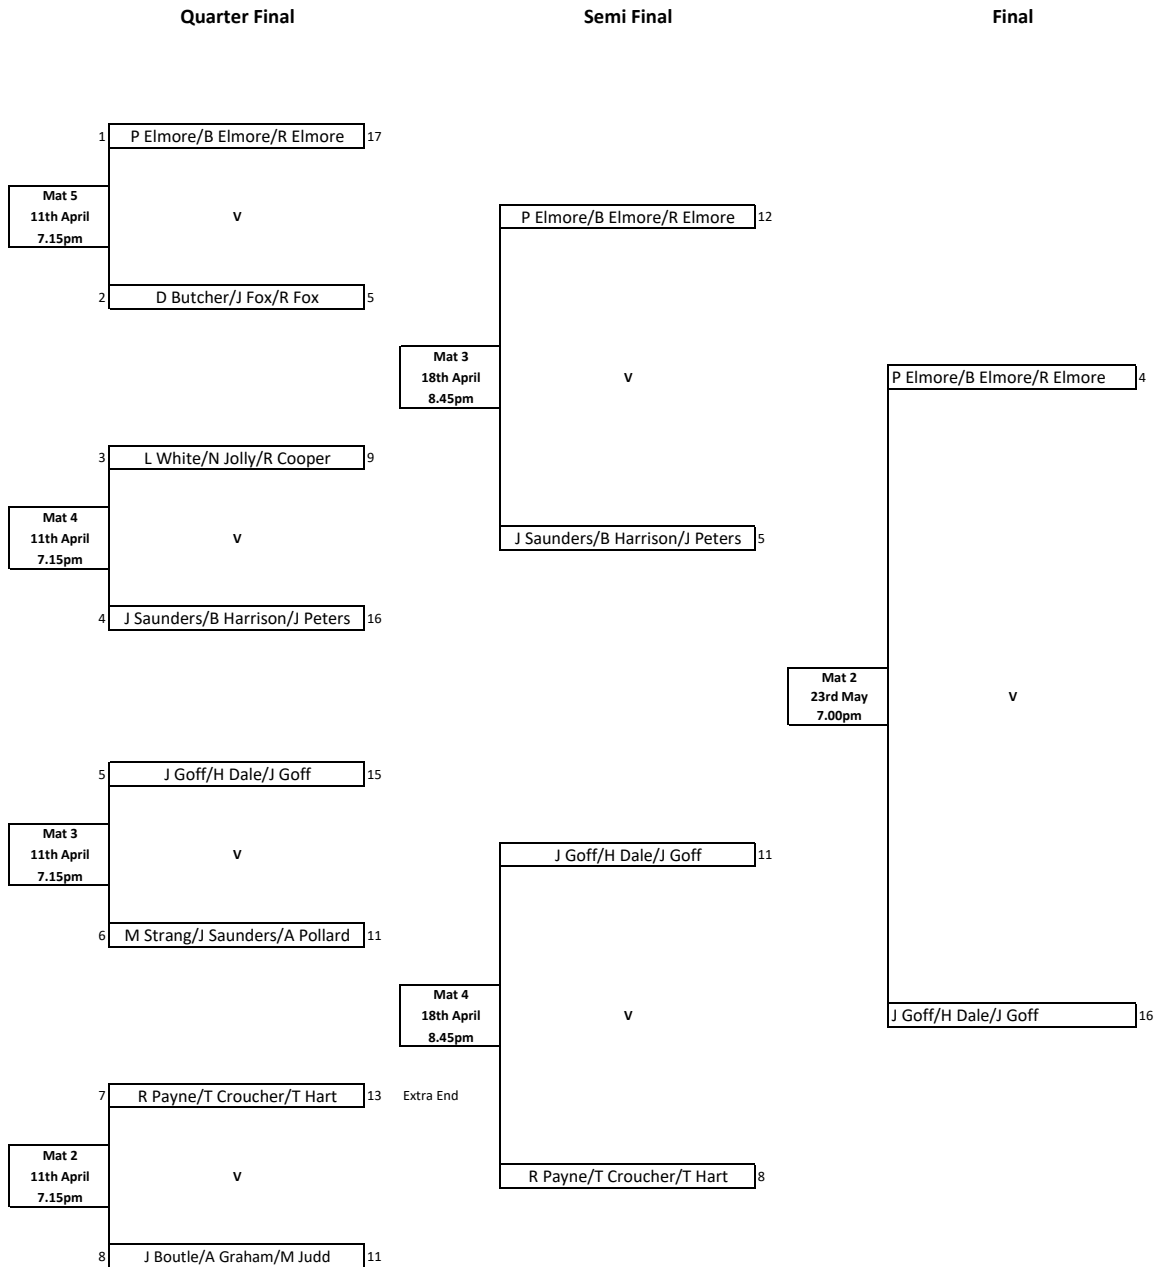 Quarter Final
Semi Final
Final
1 P Elmore/B Elmore/R Elmore 17
Mat 5
11th April
7.15pm
V
2 D Butcher/J Fox/R Fox 5
3 L White/N Jolly/R Cooper 9
Mat 4
11th April
7.15pm
V
4 J Saunders/B Harrison/J Peters 16
5 J Goff/H Dale/J Goff 15
Mat 3
11th April
7.15pm
V
6 M Strang/J Saunders/A Pollard 11
7 R Payne/T Croucher/T Hart 13 Extra End
Mat 2
11th April
7.15pm
V
8 J Boutle/A Graham/M Judd 11
P Elmore/B Elmore/R Elmore 12
Mat 3
18th April
8.45pm
V
J Saunders/B Harrison/J Peters 5
J Goff/H Dale/J Goff 11
Mat 4
18th April
8.45pm
V
R Payne/T Croucher/T Hart 8
P Elmore/B Elmore/R Elmore 4
Mat 2
23rd May
7.00pm
V
J Goff/H Dale/J Goff 16